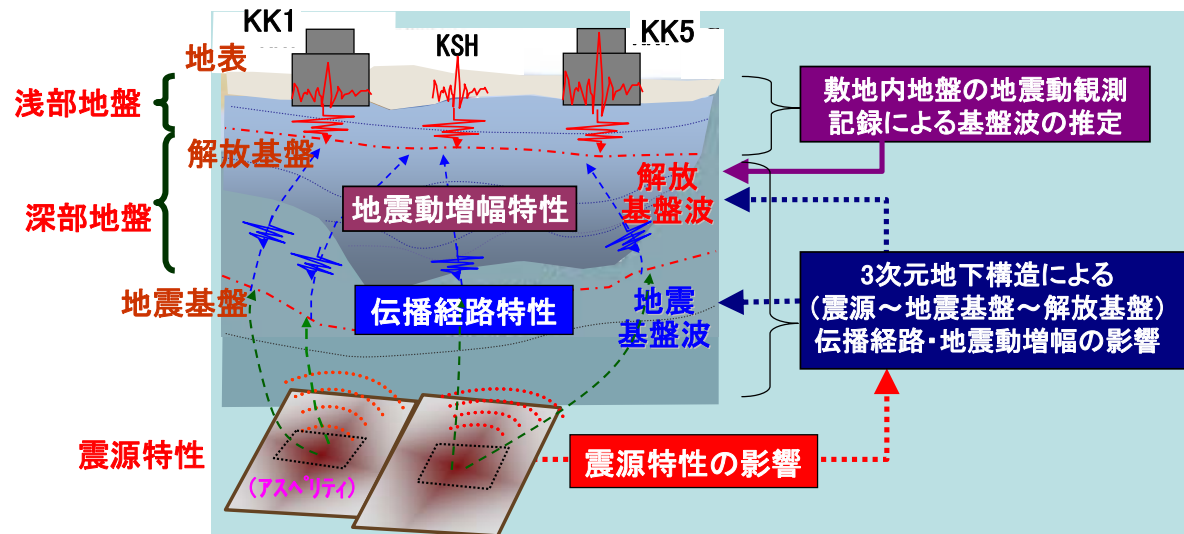 KK1
KSH
KK5
地表
浅部地盤
解放基盤
深部地盤
地震基盤
震源特性
地震動増幅特性
伝播経路特性
解放
基盤波
地震
基盤波
(アスペリティ)
敷地内地盤の地震動観測
記録による基盤波の推定
3次元地下構造による
(震源~地震基盤~解放基盤)
伝播経路・地震動増幅の影響
震源特性の影響